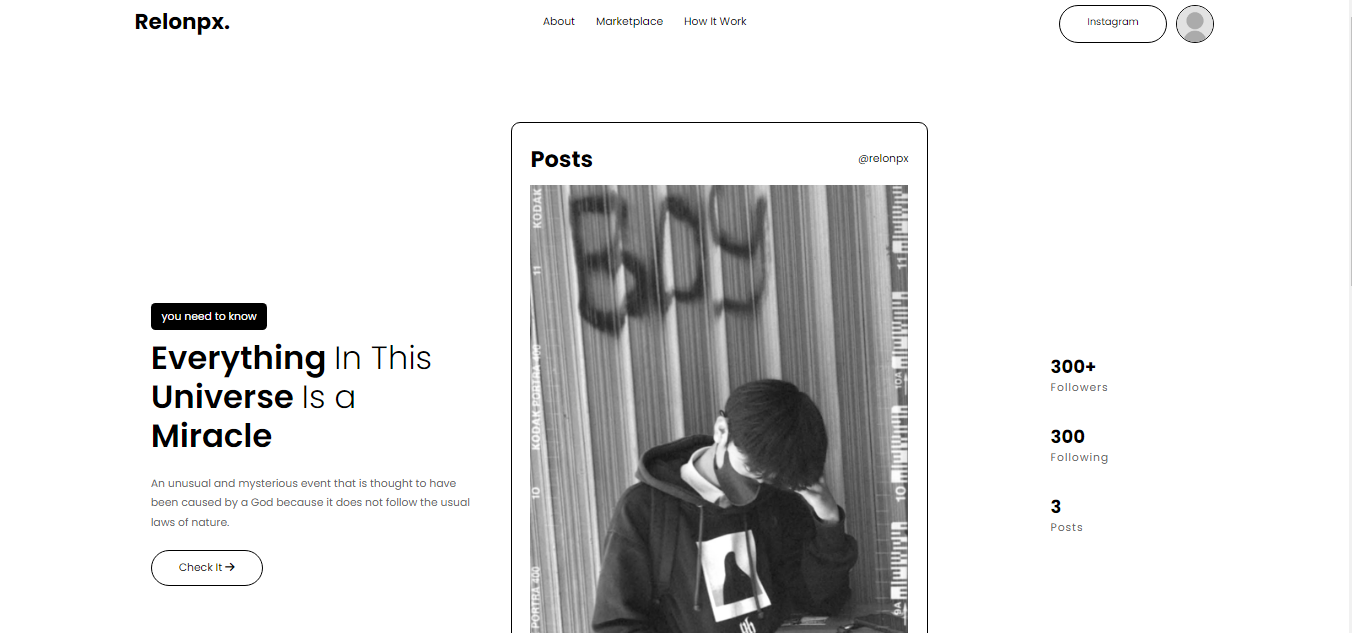 Relonpx.
About Marketplace How It Work
Instagram
Posts
@relonpx
KODAK
11
KODAK PORTRA 400
10
PORTRA 400
BOY
11
10A
10
9A
you need to know
Everything In This
Universe Is a
Miracle
An unusual and mysterious event that is thought to have
been caused by a God because it does not follow the usual
laws of nature.
Check It →
300+
Followers
300
Following
3
Posts